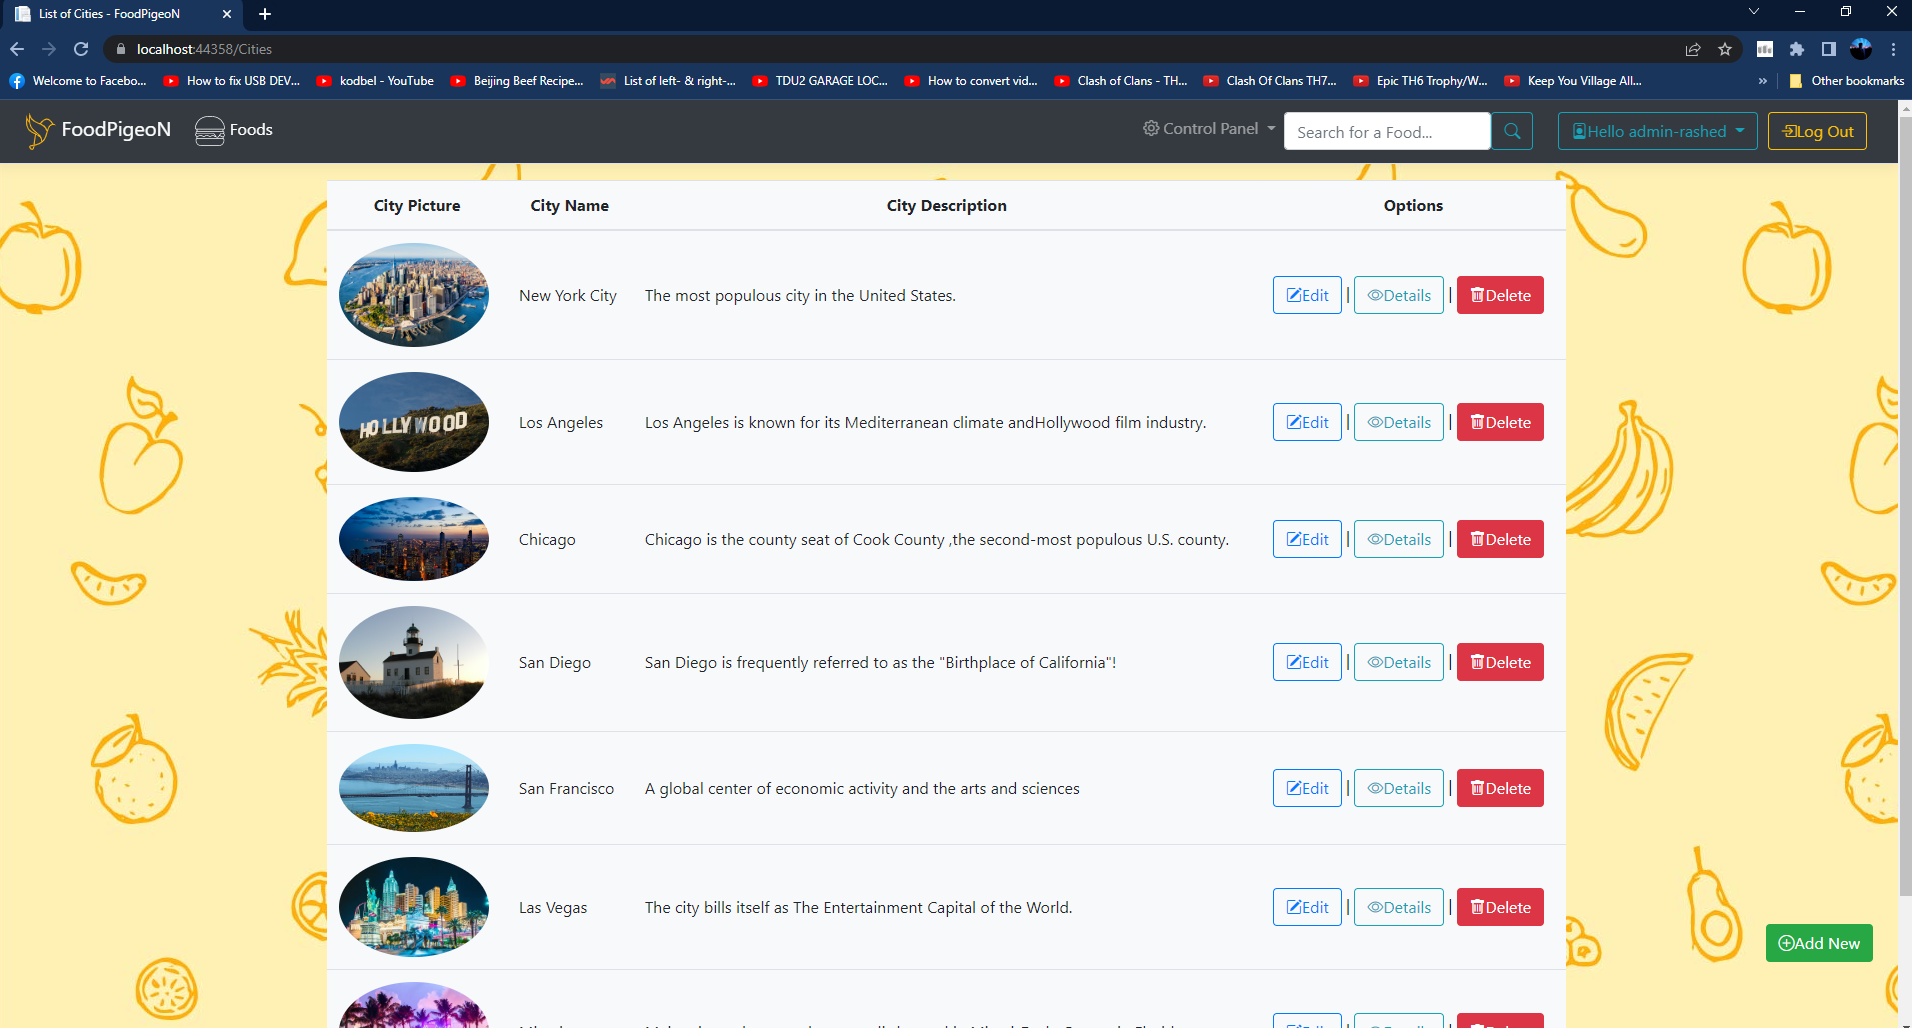 List of Cities - FoodPigeoN
localhost:44358/Cities
Welcome to Facebo... How to fix USB DEV... kodbel - YouTube Beijing Beef Recipe... List of left- & right-... TDU2 GARAGE LOC... How to convert vid... Clash of Clans - TH... Clash Of Clans TH7... Epic TH6 Trophy/W... Keep You Village All... » Other bookmarks
FoodPigeoN Foods Control Panel Search for a Food... Hello admin-rashed Log Out
City Picture City Name City Description Options
New York City The most populous city in the United States. Edit | Details | Delete
HOLLYWOOD Los Angeles Los Angeles is known for its Mediterranean climate andHollywood film industry. Edit | Details | Delete
Chicago Chicago is the county seat of Cook County ,the second-most populous U.S. county. Edit | Details | Delete
San Diego San Diego is frequently referred to as the "Birthplace of California"! Edit | Details | Delete
San Francisco A global center of economic activity and the arts and sciences Edit | Details | Delete
Las Vegas The city bills itself as The Entertainment Capital of the World. Edit | Details | Delete
Add New